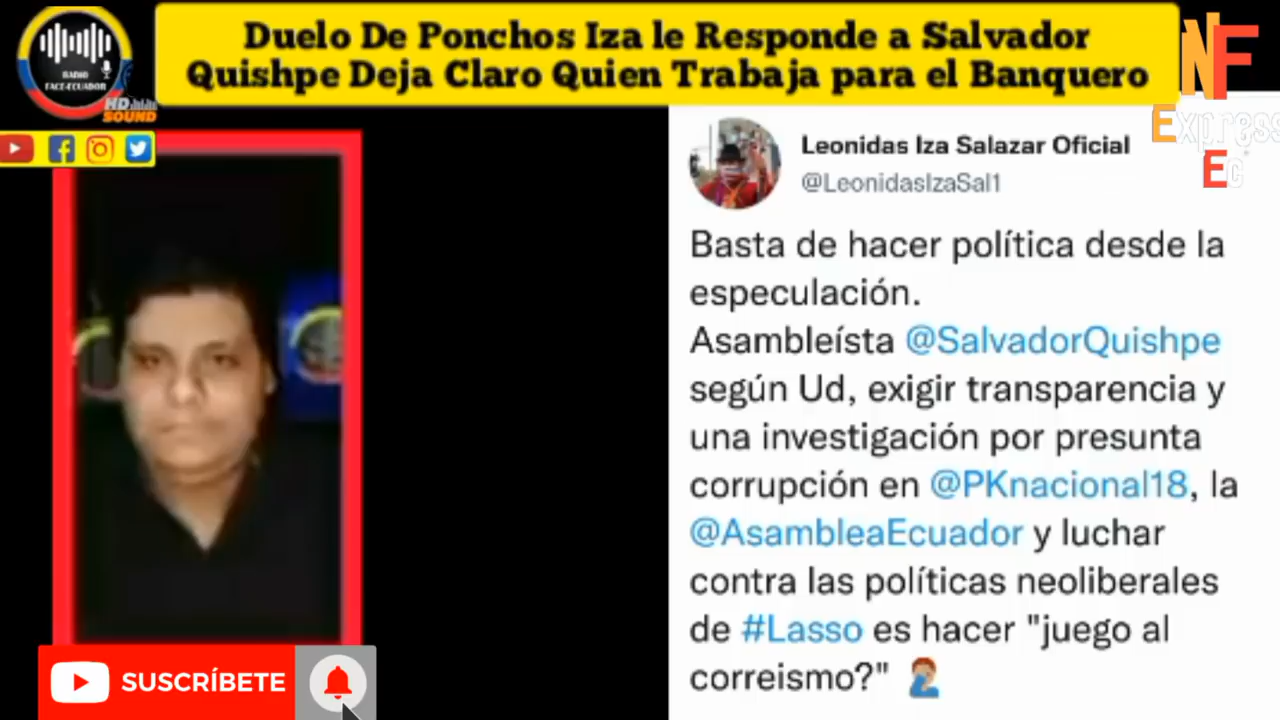 Duelo De Ponchos Iza le Responde a Salvador
Quishpe Deja Claro Quien Trabaja para el Banquero
RADIO
FACE-ECUADOR
HD
SOUND
NF
Express
Ec
Leonidas Iza Salazar Oficial
@LeonidasIzaSal1
Basta de hacer política desde la
especulación.
Asambleísta @SalvadorQuishpe
según Ud, exigir transparencia y
una investigación por presunta
corrupción en @PKnacional18, la
@AsambleaEcuador y luchar
contra las políticas neoliberales
de #Lasso es hacer "juego al
correismo?"
SUSCRÍBETE